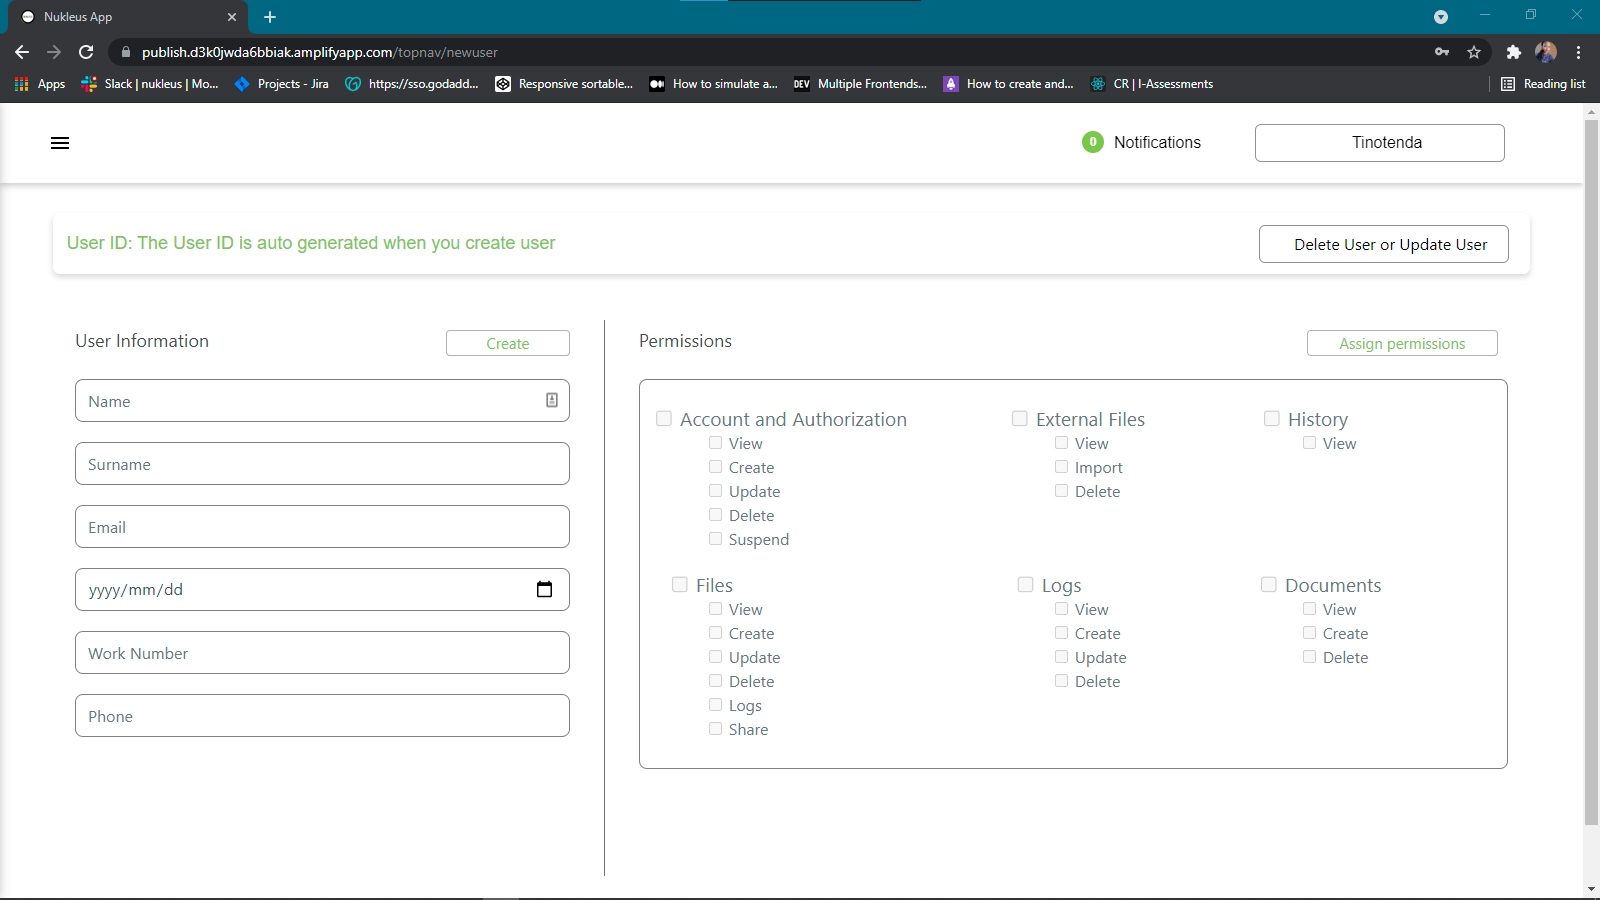 Nukleus App
publish.d3k0jwda6bbiak.amplifyapp.com/topnav/newuser
Apps
Slack | nukleus | Mo...
Projects - Jira
https://sso.godadd...
Responsive sortable...
How to simulate a...
DEV
Multiple Frontends...
How to create and...
CR | I-Assessments
Reading list
0
Notifications
Tinotenda
User ID: The User ID is auto generated when you create user
Delete User or Update User
User Information
Create
Name
Surname
Email
yyyy/mm/dd
Work Number
Phone
Permissions
Assign permissions
Account and Authorization
View
Create
Update
Delete
Suspend
External Files
View
Import
Delete
History
View
Files
View
Create
Update
Delete
Logs
Share
Logs
View
Create
Update
Delete
Documents
View
Create
Delete